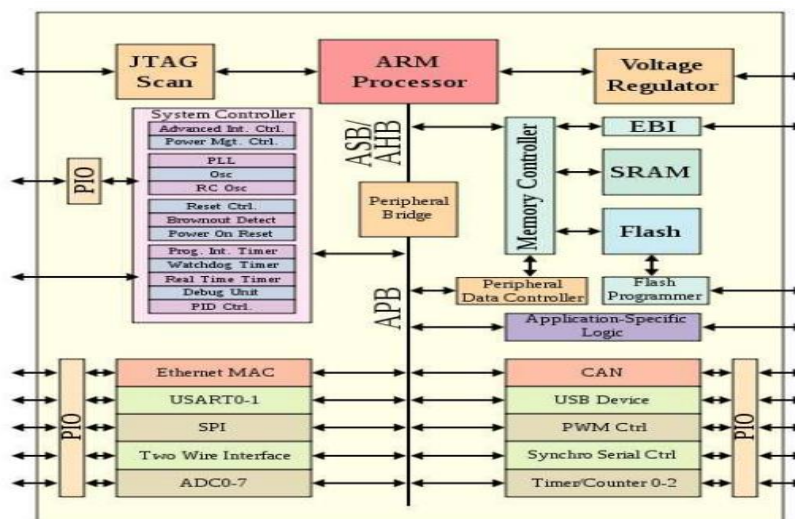 JTAG
Scan
ARM
Processor
Voltage
Regulator
System Controller
Advanced Int. Ctrl.
Power Mgt. Ctrl.
PLL
Osc
RC Osc
Reset Ctrl.
Brownout Detect
Power On Reset
Prog. Int. Timer
Watchdog Timer
Real Time Timer
Debug Unit
PID Ctrl.
PIO
ASB/
AHB
Peripheral
Bridge
APB
Memory Controller
EBI
SRAM
Flash
Peripheral
Data Controller
Flash
Programmer
Application-Specific
Logic
PIO
Ethernet MAC
USART0-1
SPI
Two Wire Interface
ADC0-7
CAN
USB Device
PWM Ctrl
Synchro Serial Ctrl
Timer/Counter 0-2
PIO